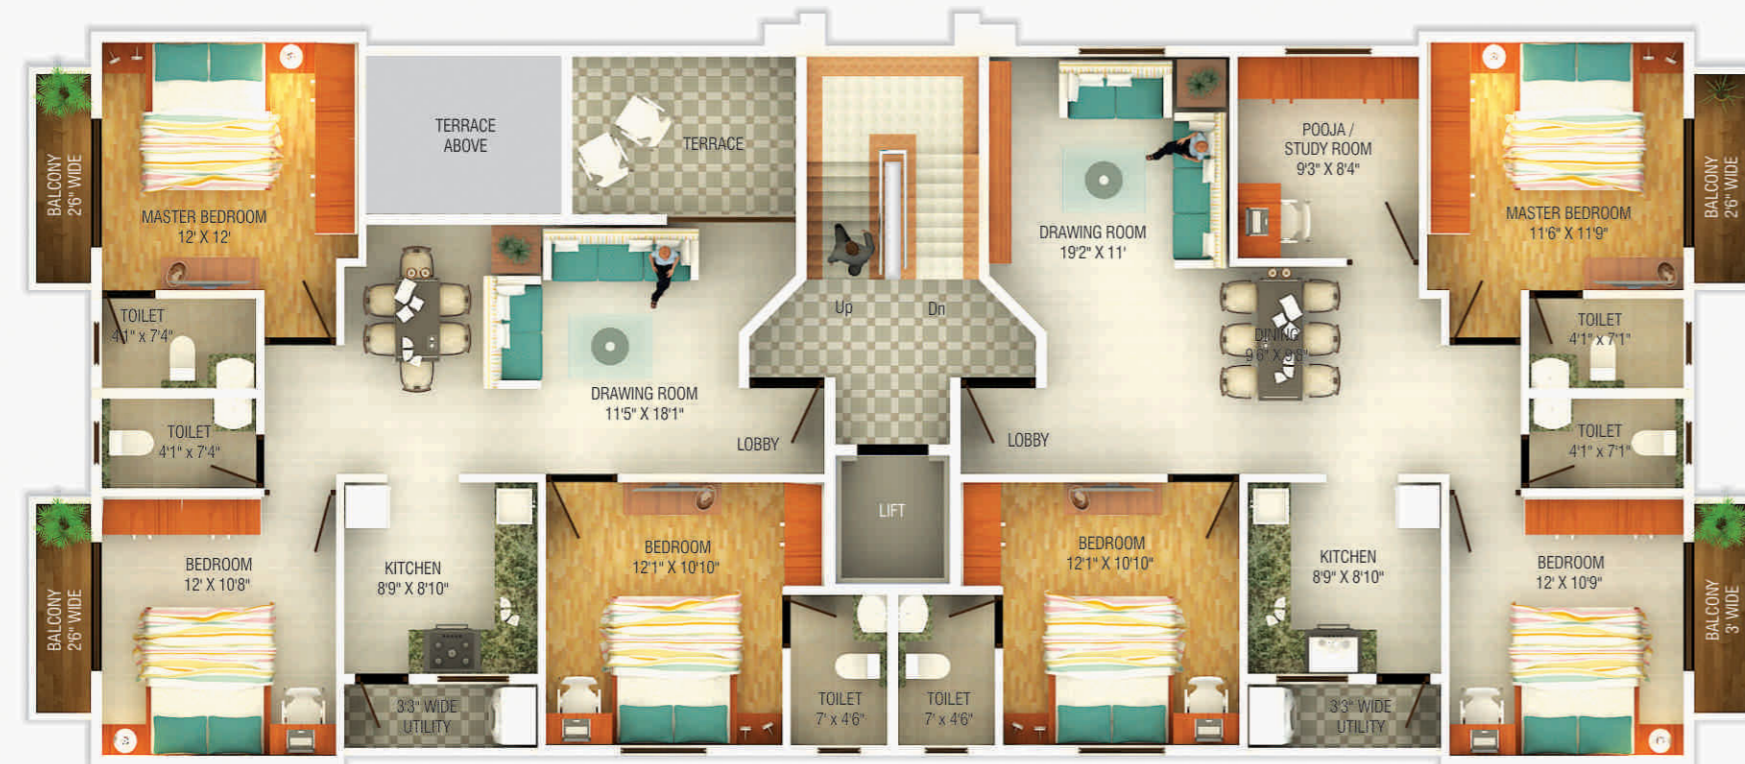 BALCONY
2'6" WIDE
MASTER BEDROOM
12' X 12'
TERRACE
ABOVE
TERRACE
DRAWING ROOM
19'2" X 11'
POOJA /
STUDY ROOM
9'3" X 8'4"
MASTER BEDROOM
11'6" X 11'9"
BALCONY
2'6" WIDE
TOILET
4'1" x 7'4"
Up
Dn
DINING
9'6" X 9'8"
TOILET
4'1" x 7'1"
TOILET
4'1" x 7'4"
DRAWING ROOM
11'5" X 18'1"
LOBBY
LOBBY
TOILET
4'1" x 7'1"
LIFT
BALCONY
2'6" WIDE
BEDROOM
12' X 10'8"
KITCHEN
8'9" X 8'10"
BEDROOM
12'1" X 10'10"
BEDROOM
12'1" X 10'10"
KITCHEN
8'9" X 8'10"
BEDROOM
12' X 10'9"
BALCONY
3' WIDE
3'3" WIDE
UTILITY
TOILET
7' x 4'6"
TOILET
7' x 4'6"
3'3" WIDE
UTILITY